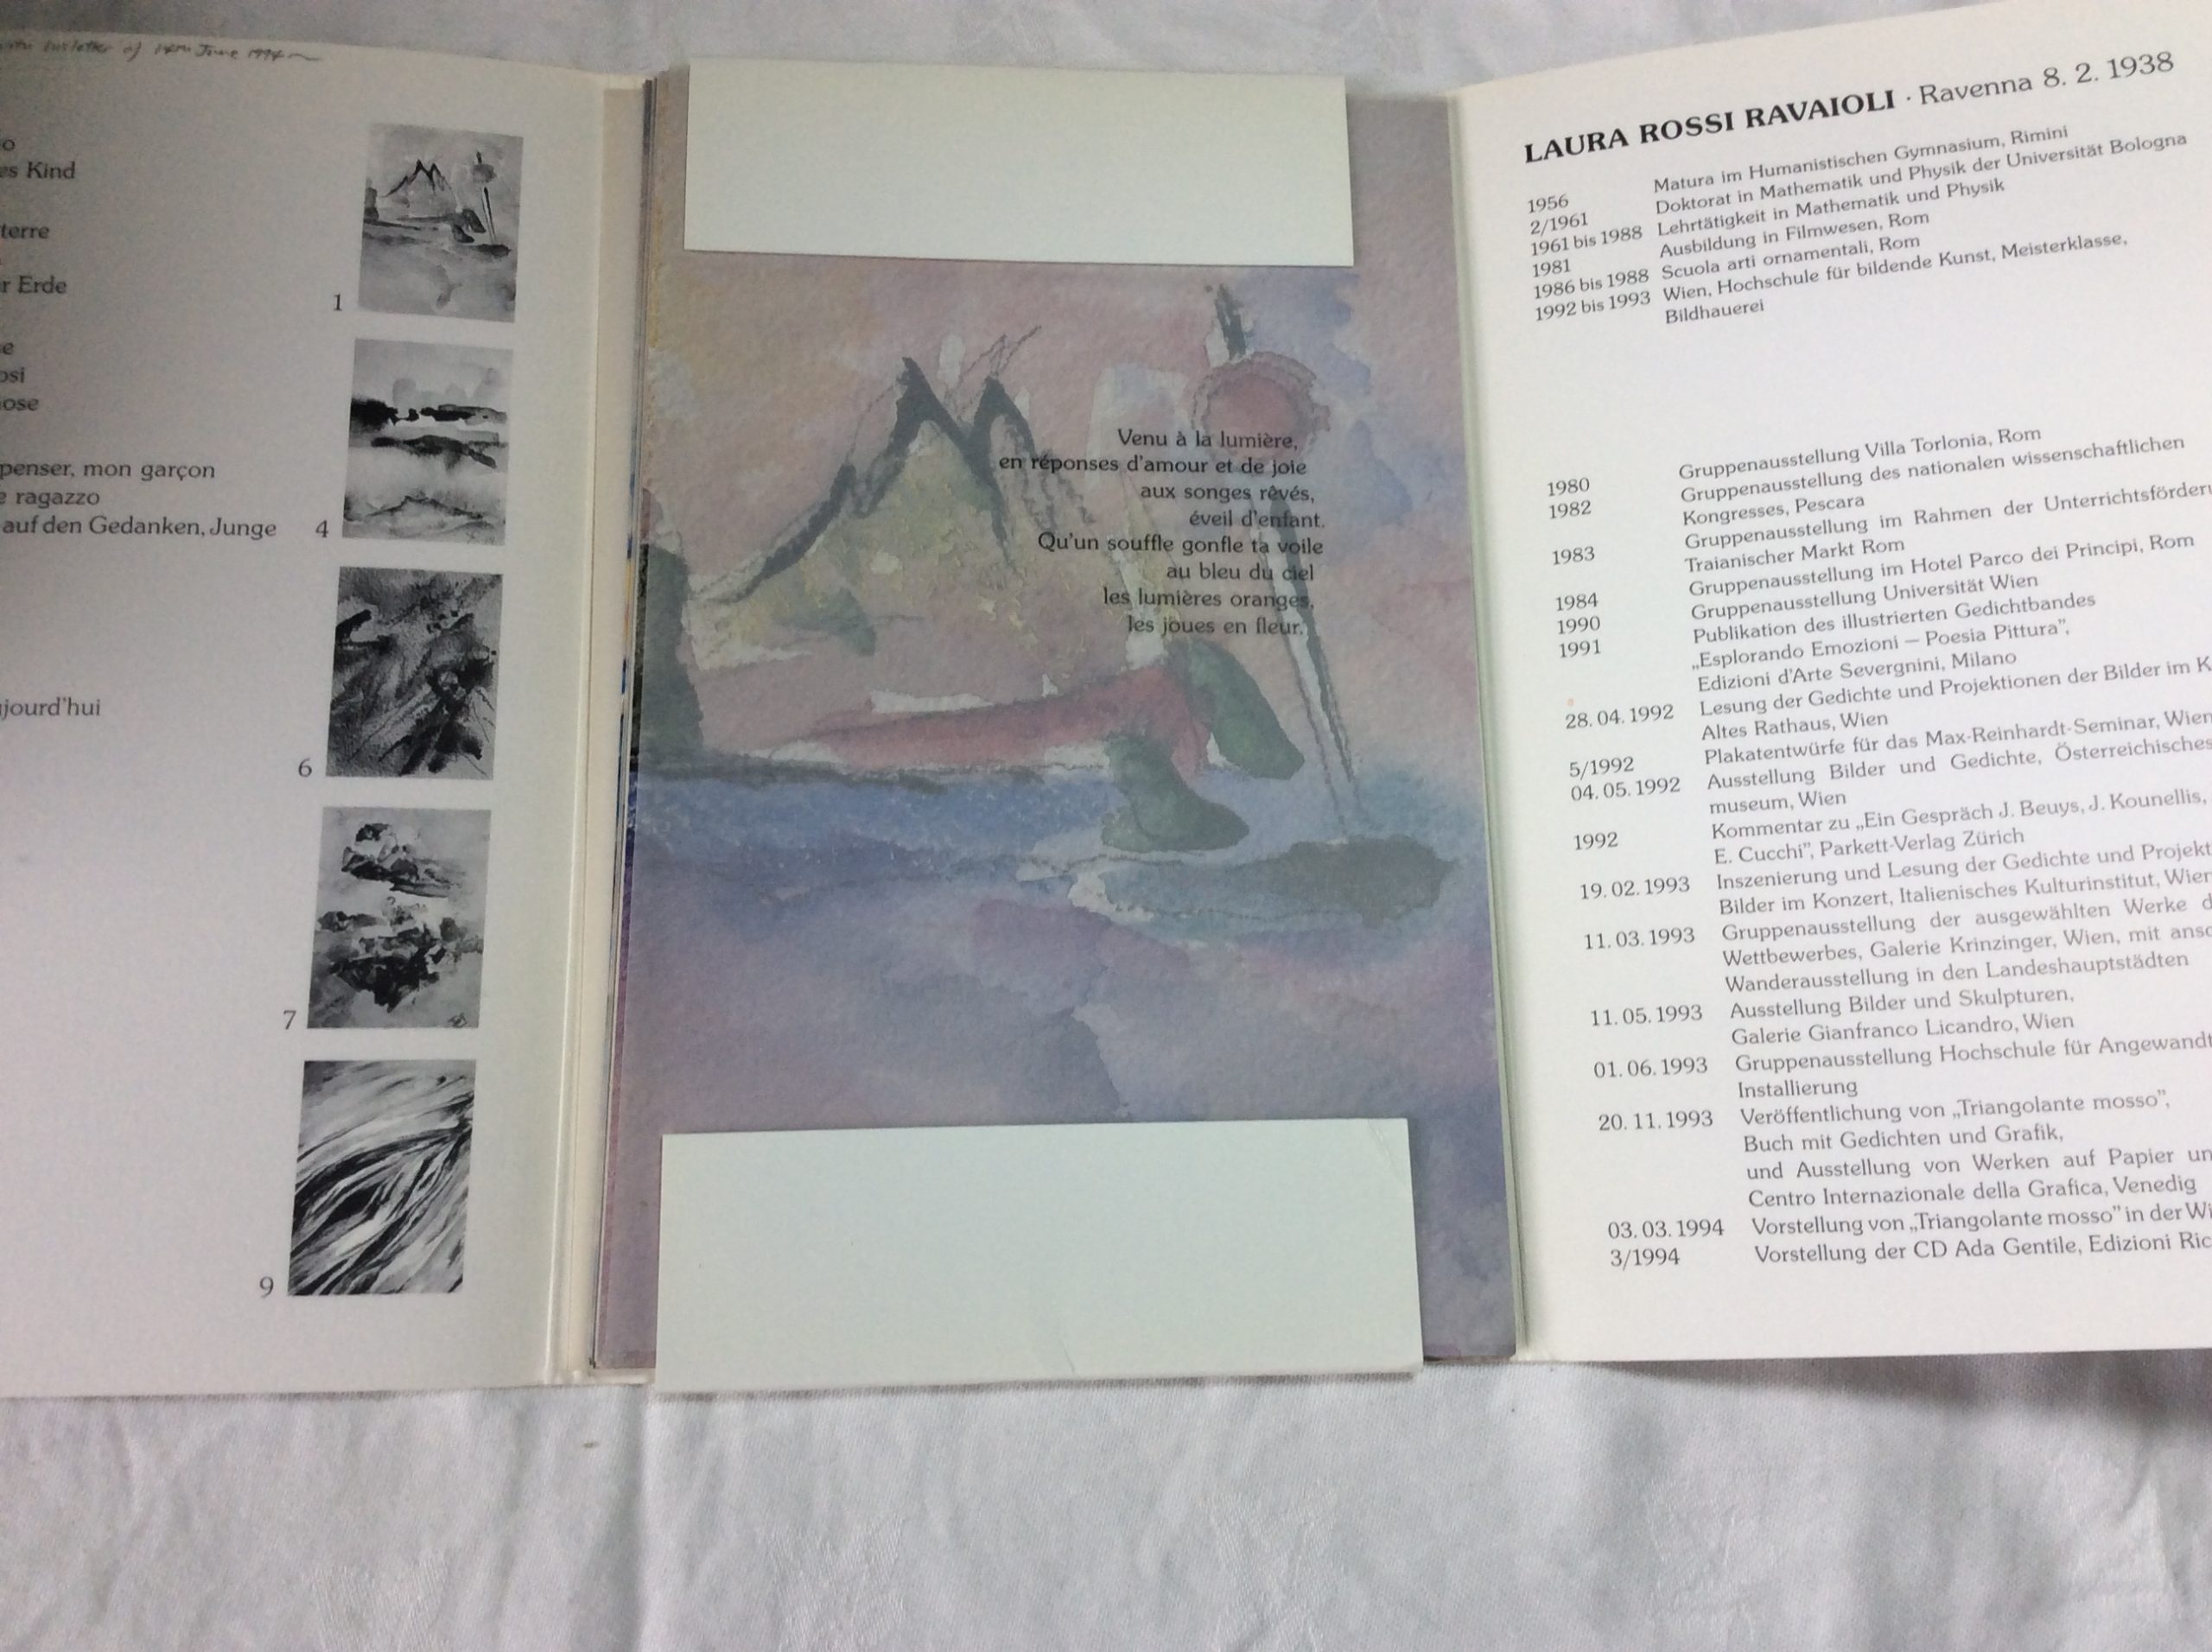 letter of 14th June 1994
o
es Kind
terre
r Erde
e
osi
ose
penser, mon garçon
e ragazzo
auf den Gedanken, Junge
jourd'hui
1
4
6
7
9
Venu à la lumière,
en réponses d'amour et de joie
aux songes rêvés,
éveil d'enfant.
Qu'un souffle gonfle ta voile
au bleu du ciel
les lumières oranges,
les joues en fleur.
LAURA ROSSI RAVAIOLI · Ravenna 8. 2. 1938
1956 Matura im Humanistischen Gymnasium, Rimini
2/1961 Doktorat in Mathematik und Physik der Universität Bologna
1961 bis 1988 Lehrtätigkeit in Mathematik und Physik
1981 Ausbildung in Filmwesen, Rom
1986 bis 1988 Scuola arti ornamentali, Rom
1992 bis 1993 Wien, Hochschule für bildende Kunst, Meisterklasse,
Bildhauerei
1980 Gruppenausstellung Villa Torlonia, Rom
1982 Gruppenausstellung des nationalen wissenschaftlichen
Kongresses, Pescara
1983 Gruppenausstellung im Rahmen der Unterrichtsförderu
Traianischer Markt Rom
1984 Gruppenausstellung im Hotel Parco dei Principi, Rom
1990 Gruppenausstellung Universität Wien
1991 Publikation des illustrierten Gedichtbandes
„Esplorando Emozioni – Poesia Pittura”,
Edizioni d'Arte Severgnini, Milano
28. 04. 1992 Lesung der Gedichte und Projektionen der Bilder im K
Altes Rathaus, Wien
5/1992 Plakatentwürfe für das Max-Reinhardt-Seminar, Wien
04. 05. 1992 Ausstellung Bilder und Gedichte, Österreichisches
museum, Wien
1992 Kommentar zu „Ein Gespräch J. Beuys, J. Kounellis,
E. Cucchi”, Parkett-Verlag Zürich
19. 02. 1993 Inszenierung und Lesung der Gedichte und Projekt
Bilder im Konzert, Italienisches Kulturinstitut, Wien
11. 03. 1993 Gruppenausstellung der ausgewählten Werke d
Wettbewerbes, Galerie Krinzinger, Wien, mit ansc
Wanderausstellung in den Landeshauptstädten
11. 05. 1993 Ausstellung Bilder und Skulpturen,
Galerie Gianfranco Licandro, Wien
01. 06. 1993 Gruppenausstellung Hochschule für Angewandt
Installierung
20. 11. 1993 Veröffentlichung von „Triangolante mosso”,
Buch mit Gedichten und Grafik,
und Ausstellung von Werken auf Papier un
Centro Internazionale della Grafica, Venedig
03. 03. 1994 Vorstellung von „Triangolante mosso” in der Wi
3/1994 Vorstellung der CD Ada Gentile, Edizioni Ric